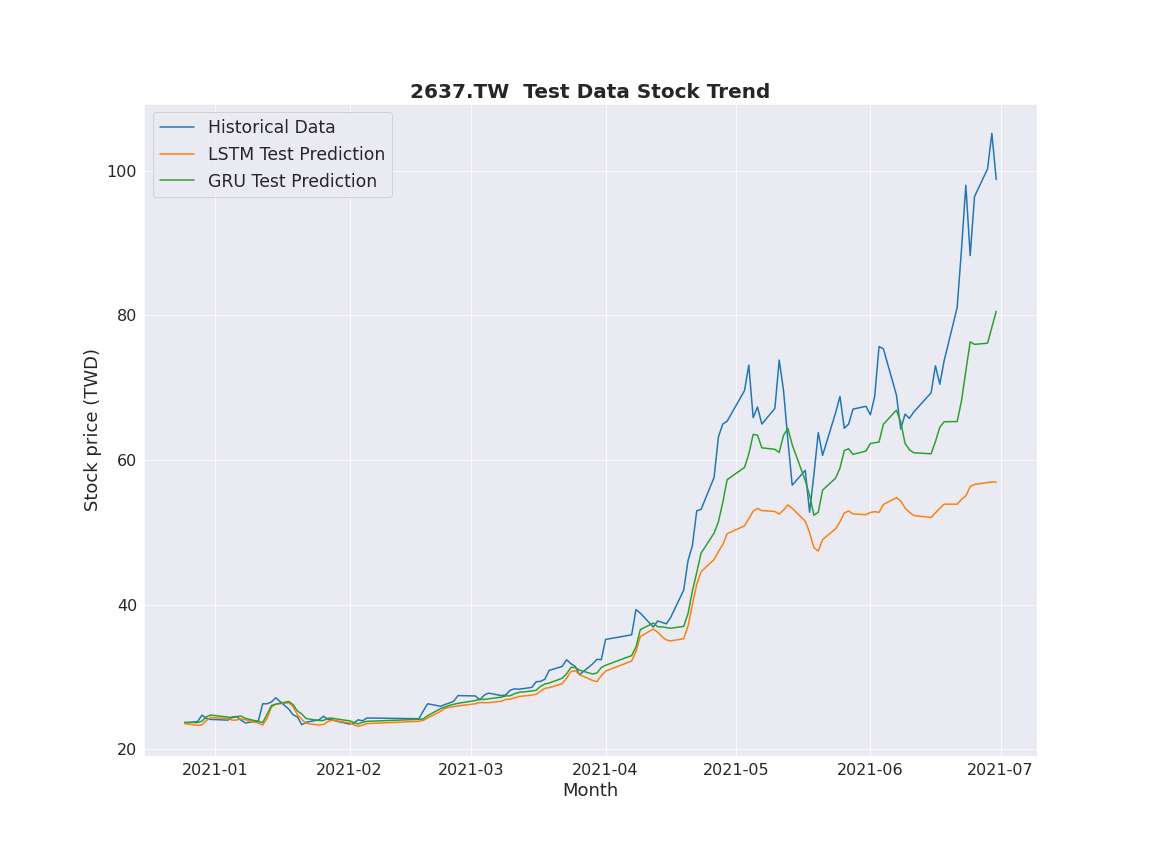 2637.TW  Test Data Stock Trend
Historical Data
LSTM Test Prediction
GRU Test Prediction
Stock price (TWD)
100
80
60
40
20
2021-01
2021-02
2021-03
2021-04
2021-05
2021-06
2021-07
Month